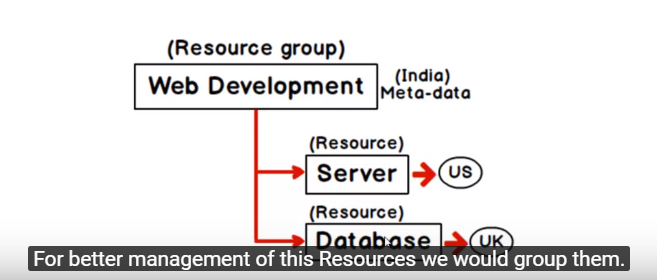 (Resource group)
Web Development
(India)
Meta-data
(Resource)
Server
US
(Resource)
Database
UK
For better management of this Resources we would group them.